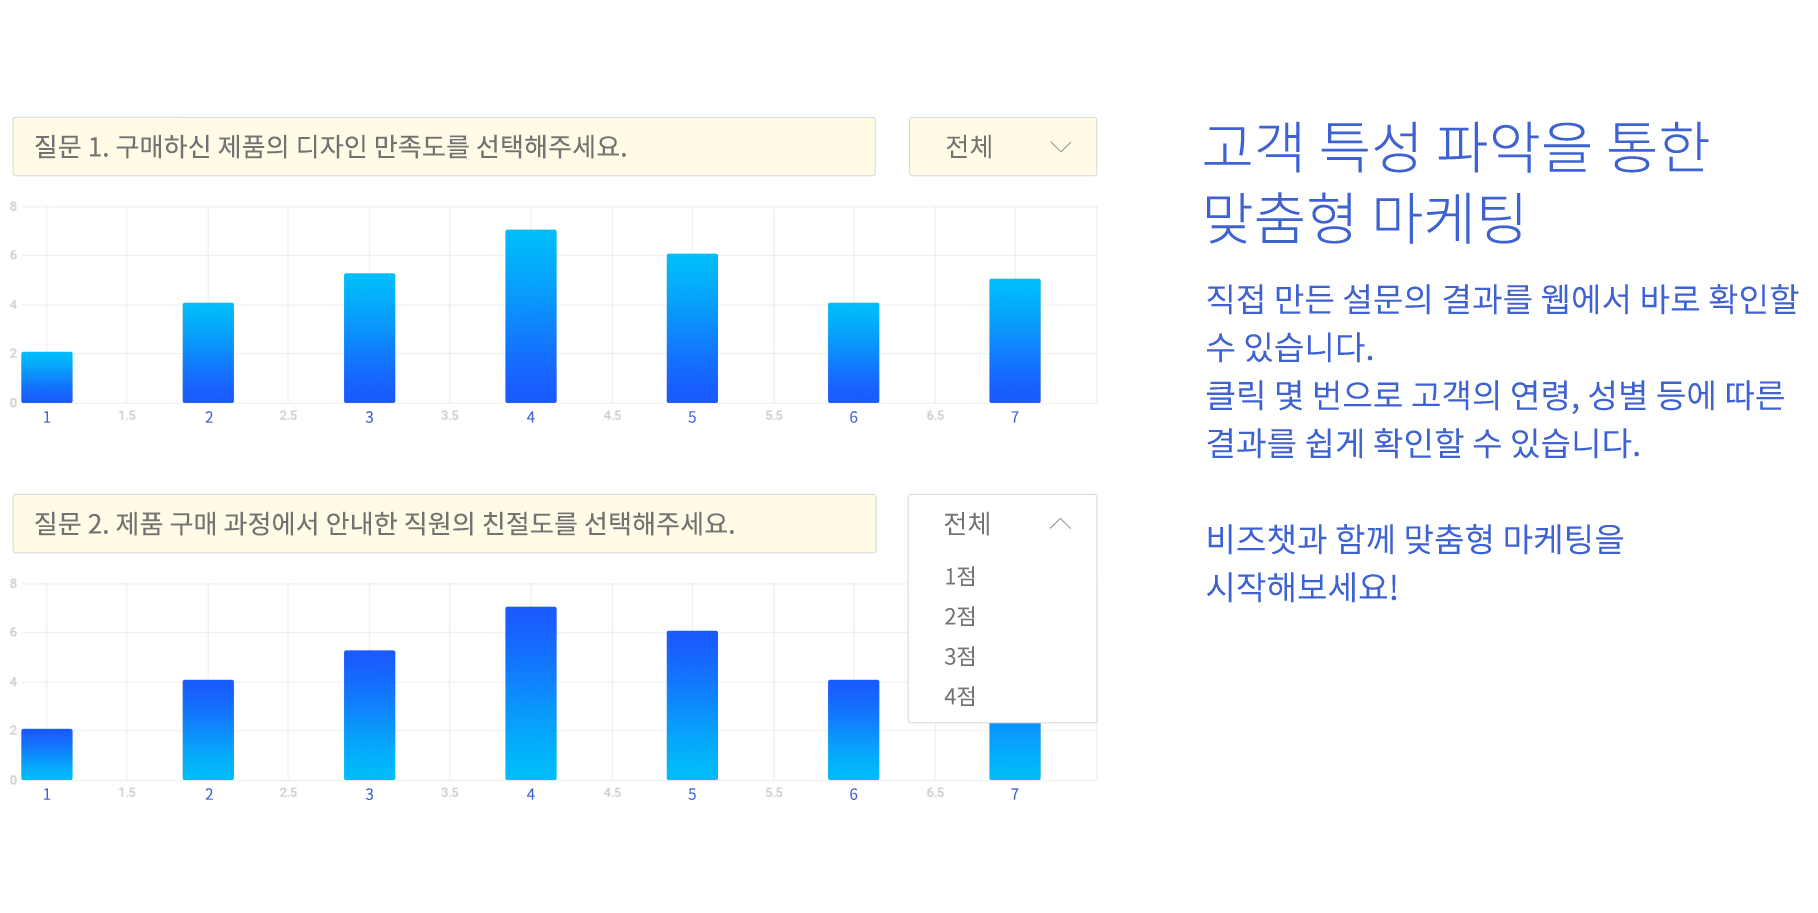 질문 1. 구매하신 제품의 디자인 만족도를 선택해주세요.
전체
8
6
4
2
0
1 1.5 2 2.5 3 3.5 4 4.5 5 5.5 6 6.5 7
질문 2. 제품 구매 과정에서 안내한 직원의 친절도를 선택해주세요.
전체
1점
2점
3점
4점
8
6
4
2
0
1 1.5 2 2.5 3 3.5 4 4.5 5 5.5 6 6.5 7
고객 특성 파악을 통한
맞춤형 마케팅
직접 만든 설문의 결과를 웹에서 바로 확인할
수 있습니다.
클릭 몇 번으로 고객의 연령, 성별 등에 따른
결과를 쉽게 확인할 수 있습니다.
비즈챗과 함께 맞춤형 마케팅을
시작해보세요!